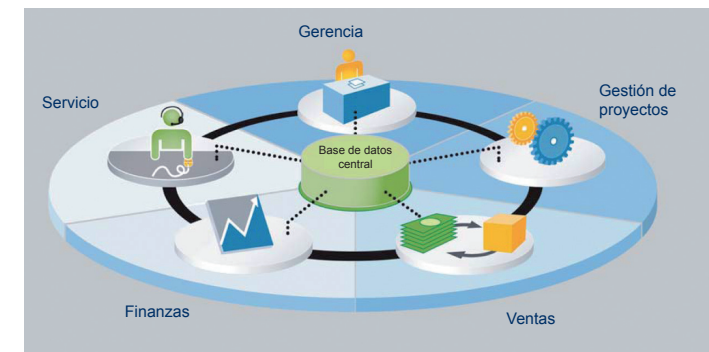 Gerencia
Servicio
Gestión de
proyectos
Base de datos
central
Finanzas
Ventas